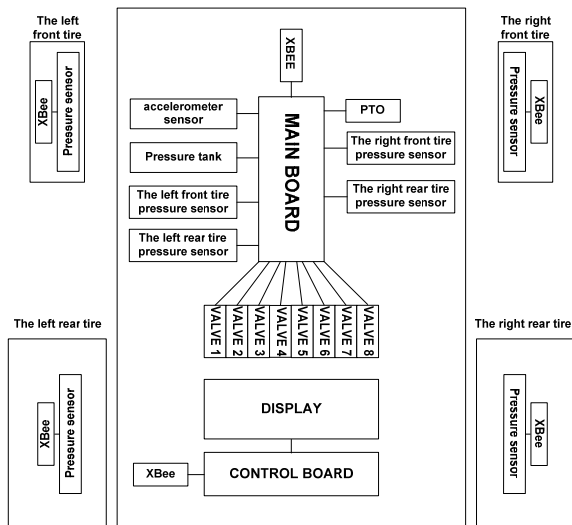 The left
front tire
XBee
Pressure sensor
The right
front tire
Pressure sensor
XBee
XBEE
MAIN BOARD
accelerometer
sensor
Pressure tank
The left front tire
pressure sensor
The left rear tire
pressure sensor
PTO
The right front tire
pressure sensor
The right rear tire
pressure sensor
VALVE 1
VALVE 2
VALVE 3
VALVE 4
VALVE 5
VALVE 6
VALVE 7
VALVE 8
The left rear tire
XBee
Pressure sensor
The right rear tire
Pressure sensor
XBee
DISPLAY
XBee
CONTROL BOARD